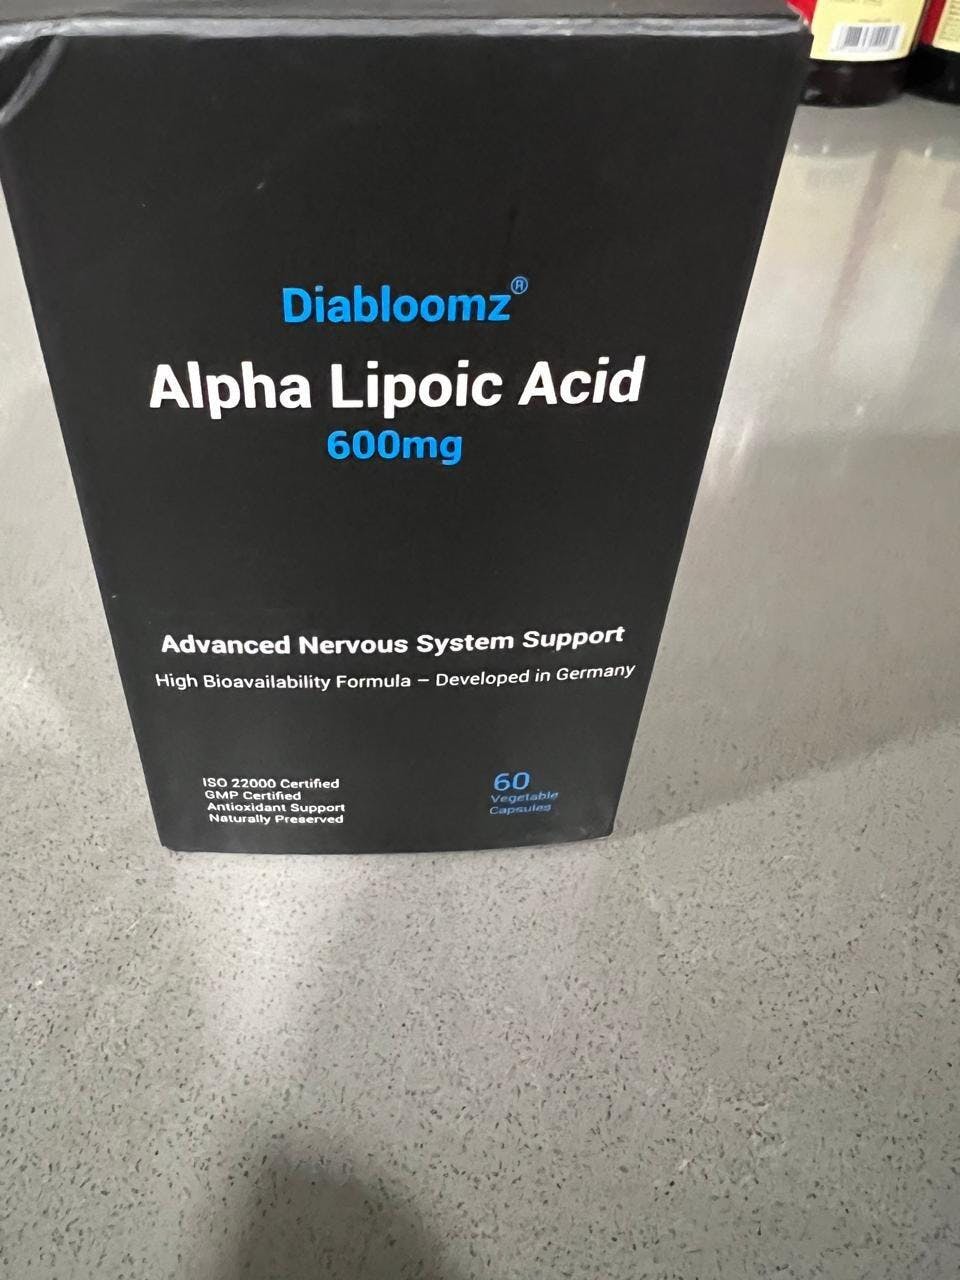 Diabloomz®
Alpha Lipoic Acid
600mg
Advanced Nervous System Support
High Bioavailability Formula – Developed in Germany
ISO 22000 Certified
GMP Certified
Antioxidant Support
Naturally Preserved
60
Vegetable
Capsules